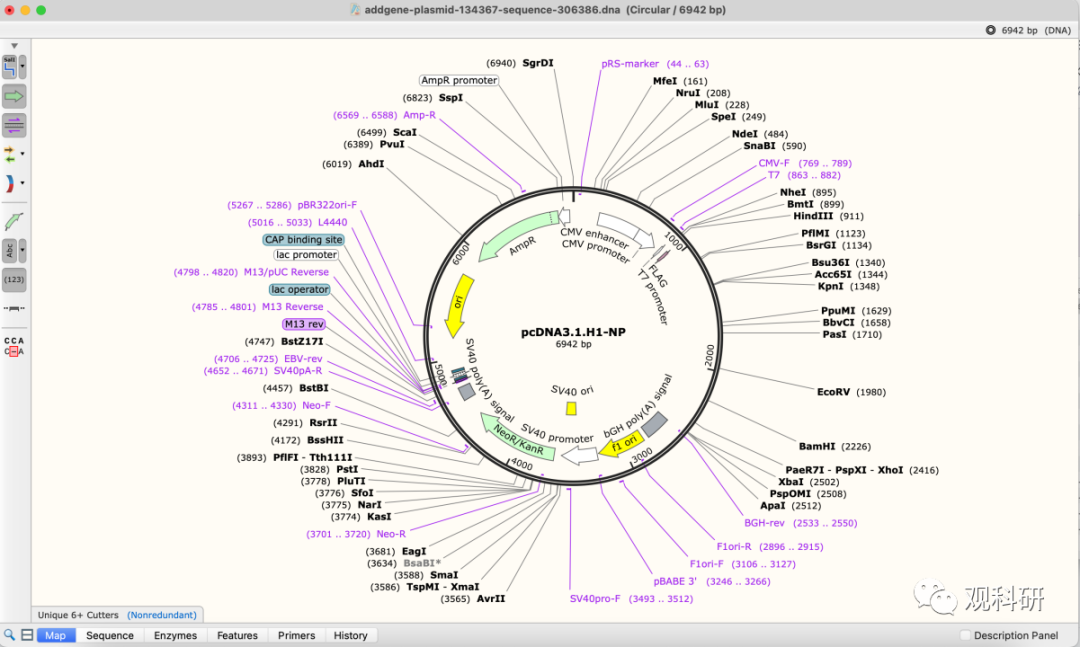 addgene-plasmid-134367-sequence-306386.dna (Circular / 6942 bp)
6942 bp (DNA)
(6940) SgrDI
pRS-marker (44 .. 63)
AmpR promoter
MfeI (161)
(6823) SspI
NruI (208)
MluI (228)
(6569 .. 6588) Amp-R
SpeI (249)
(6499) ScaI
NdeI (484)
(6389) PvuI
SnaBI (590)
(6019) AhdI
CMV-F (769 .. 789)
T7 (863 .. 882)
NheI (895)
(5267 .. 5286) pBR322ori-F
BmtI (899)
HindIII (911)
(5016 .. 5033) L4440
PflMI (1123)
CAP binding site
BsrGI (1134)
lac promoter
Bsu36I (1340)
(4798 .. 4820) M13/pUC Reverse
Acc65I (1344)
lac operator
KpnI (1348)
(4785 .. 4801) M13 Reverse
PpuMI (1629)
M13 rev
BbvCI (1658)
(4747) BstZ17I
PasI (1710)
(4706 .. 4725) EBV-rev
(4652 .. 4671) SV40pA-R
(4457) BstBI
EcoRV (1980)
(4311 .. 4330) Neo-F
(4291) RsrII
(4172) BssHII
BamHI (2226)
(3893) PflFI - Tth111I
(3828) PstI
PaeR7I - PspXI - XhoI (2416)
(3778) PluTI
XbaI (2502)
(3776) SfoI
PspOMI (2508)
(3775) NarI
ApaI (2512)
(3774) KasI
BGH-rev (2533 .. 2550)
(3701 .. 3720) Neo-R
F1ori-R (2896 .. 2915)
(3681) EagI
(3634) BsaBI*
F1ori-F (3106 .. 3127)
(3588) SmaI
pBABE 3' (3246 .. 3266)
(3586) TspMI - XmaI
(3565) AvrII
SV40pro-F (3493 .. 3512)
AmpR
CMV enhancer
CMV promoter
1000
FLAG
T7 promoter
6000
ori
pcDNA3.1.H1-NP
6942 bp
2000
5000
SV40 poly(A) signal
SV40 ori
bGH poly(A) signal
SV40 promoter
NeoR/KanR
f1 ori
4000
3000
Sall
Abc
(123)
CCA
C
A
观科研
Unique 6+ Cutters (Nonredundant)
Map Sequence Enzymes Features Primers History Description Panel